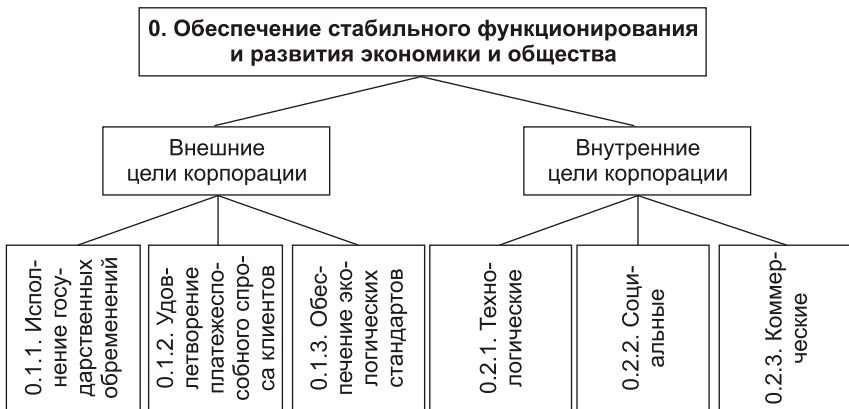 0. Обеспечение стабильного функционирования
и развития экономики и общества
Внешние
цели корпорации
Внутренние
цели корпорации
0.1.1. Испол-
нение госу-
дарственных
обременений
0.1.2. Удов-
летворение
платежеспо-
собного спро-
са клиентов
0.1.3. Обес-
печение эко-
логических
стандартов
0.2.1. Техно-
логические
0.2.2. Соци-
альные
0.2.3. Коммер-
ческие